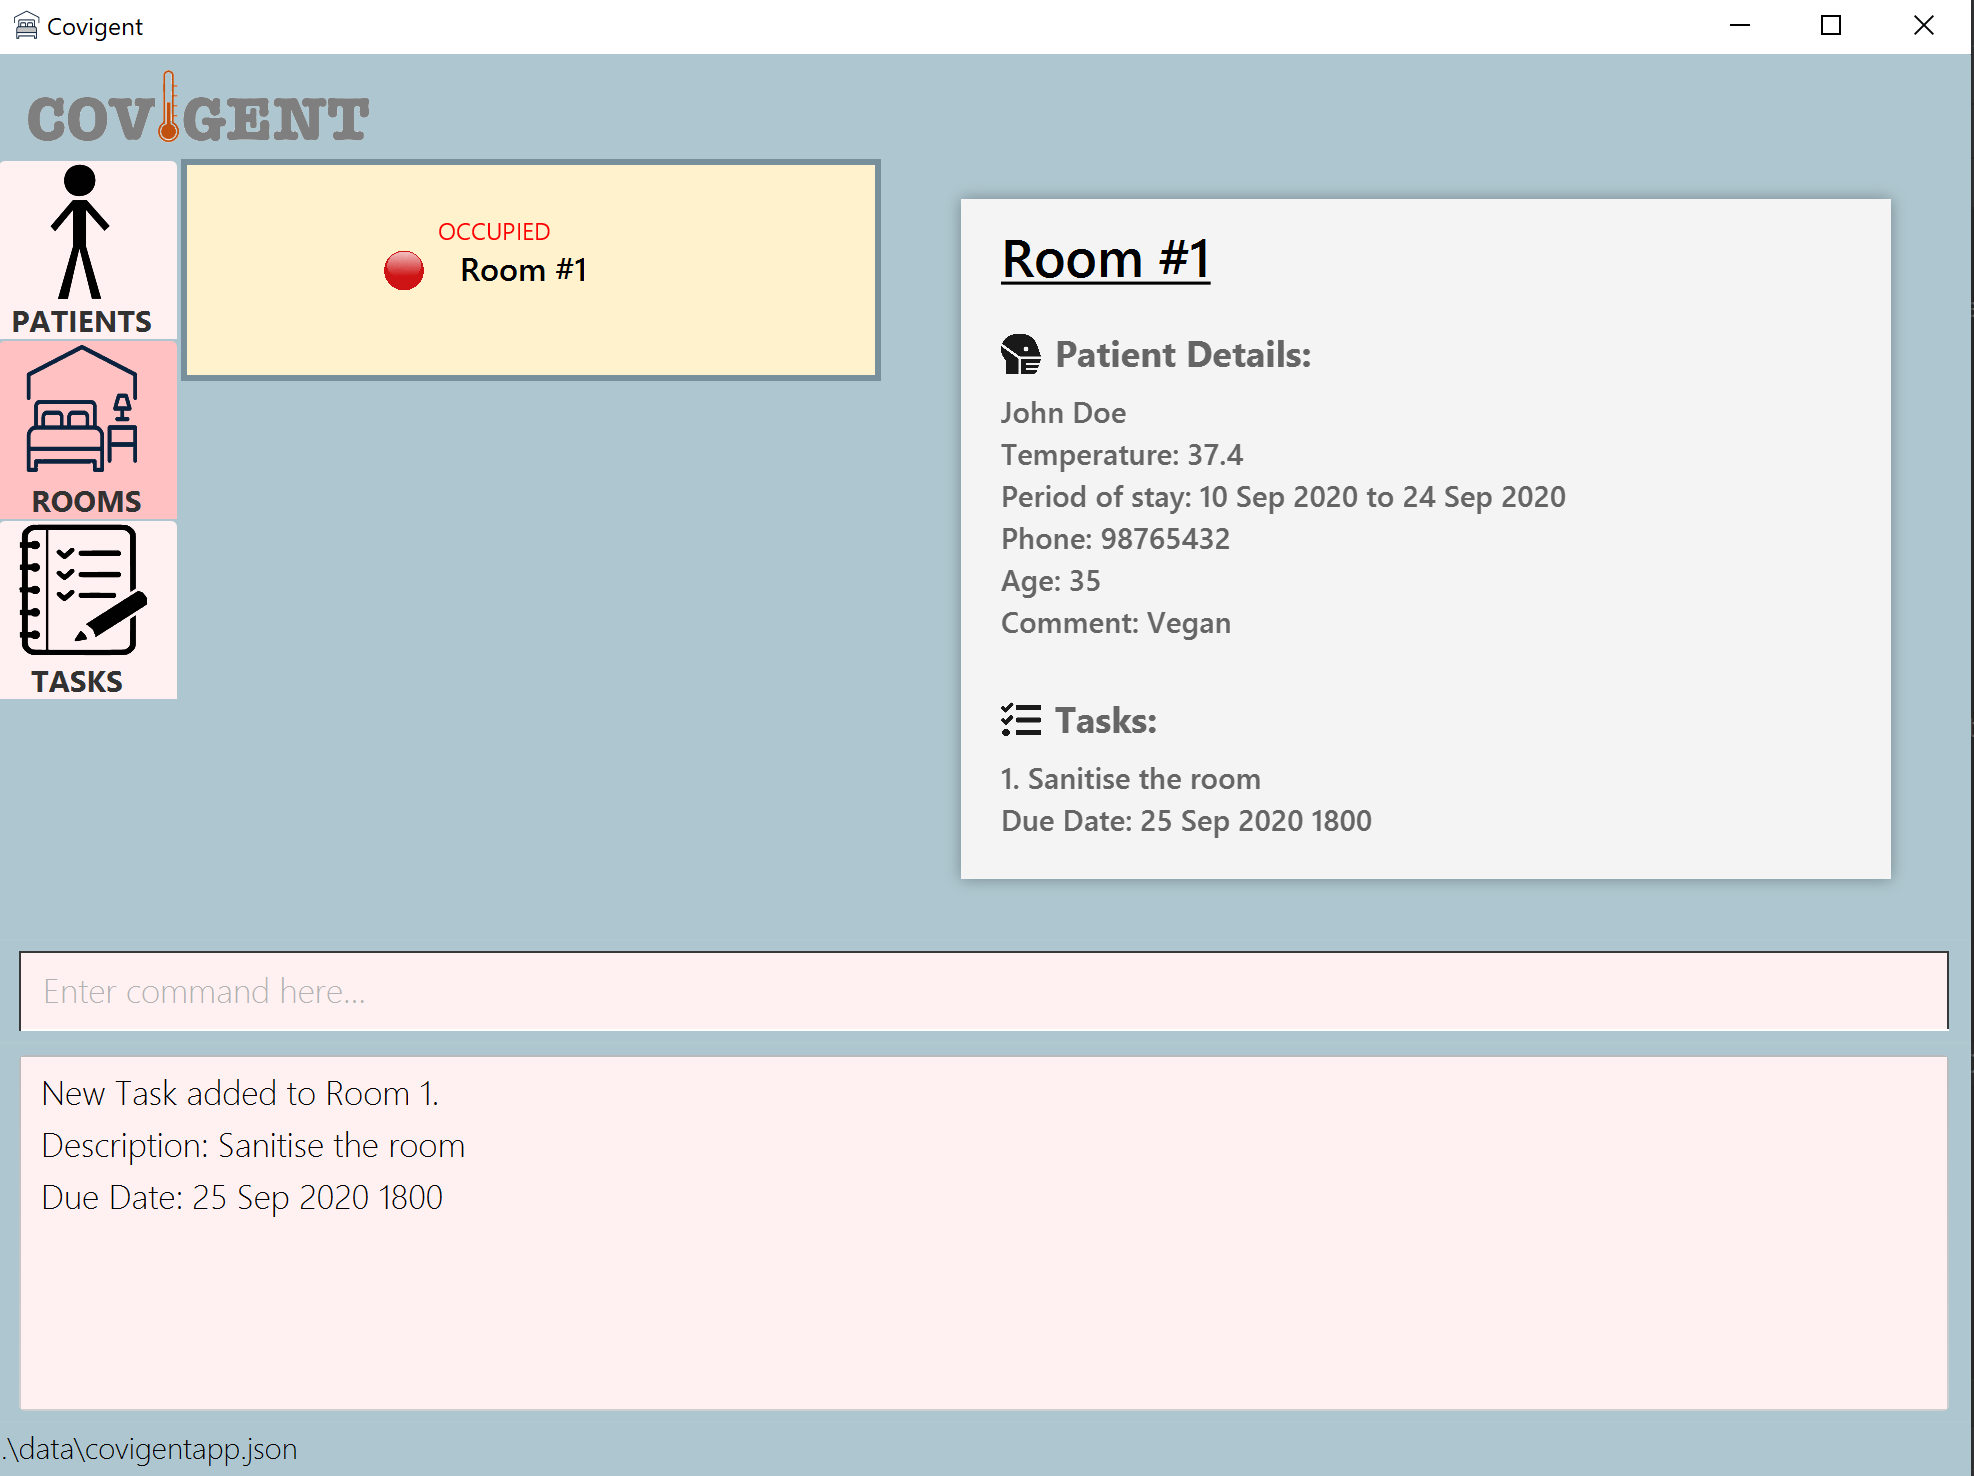 Covigent
COVIGENT
PATIENTS
ROOMS
TASKS
OCCUPIED
Room #1
Room #1
Patient Details:
John Doe
Temperature: 37.4
Period of stay: 10 Sep 2020 to 24 Sep 2020
Phone: 98765432
Age: 35
Comment: Vegan
Tasks:
1. Sanitise the room
Due Date: 25 Sep 2020 1800
Enter command here...
New Task added to Room 1.
Description: Sanitise the room
Due Date: 25 Sep 2020 1800
.\data\covigentapp.json